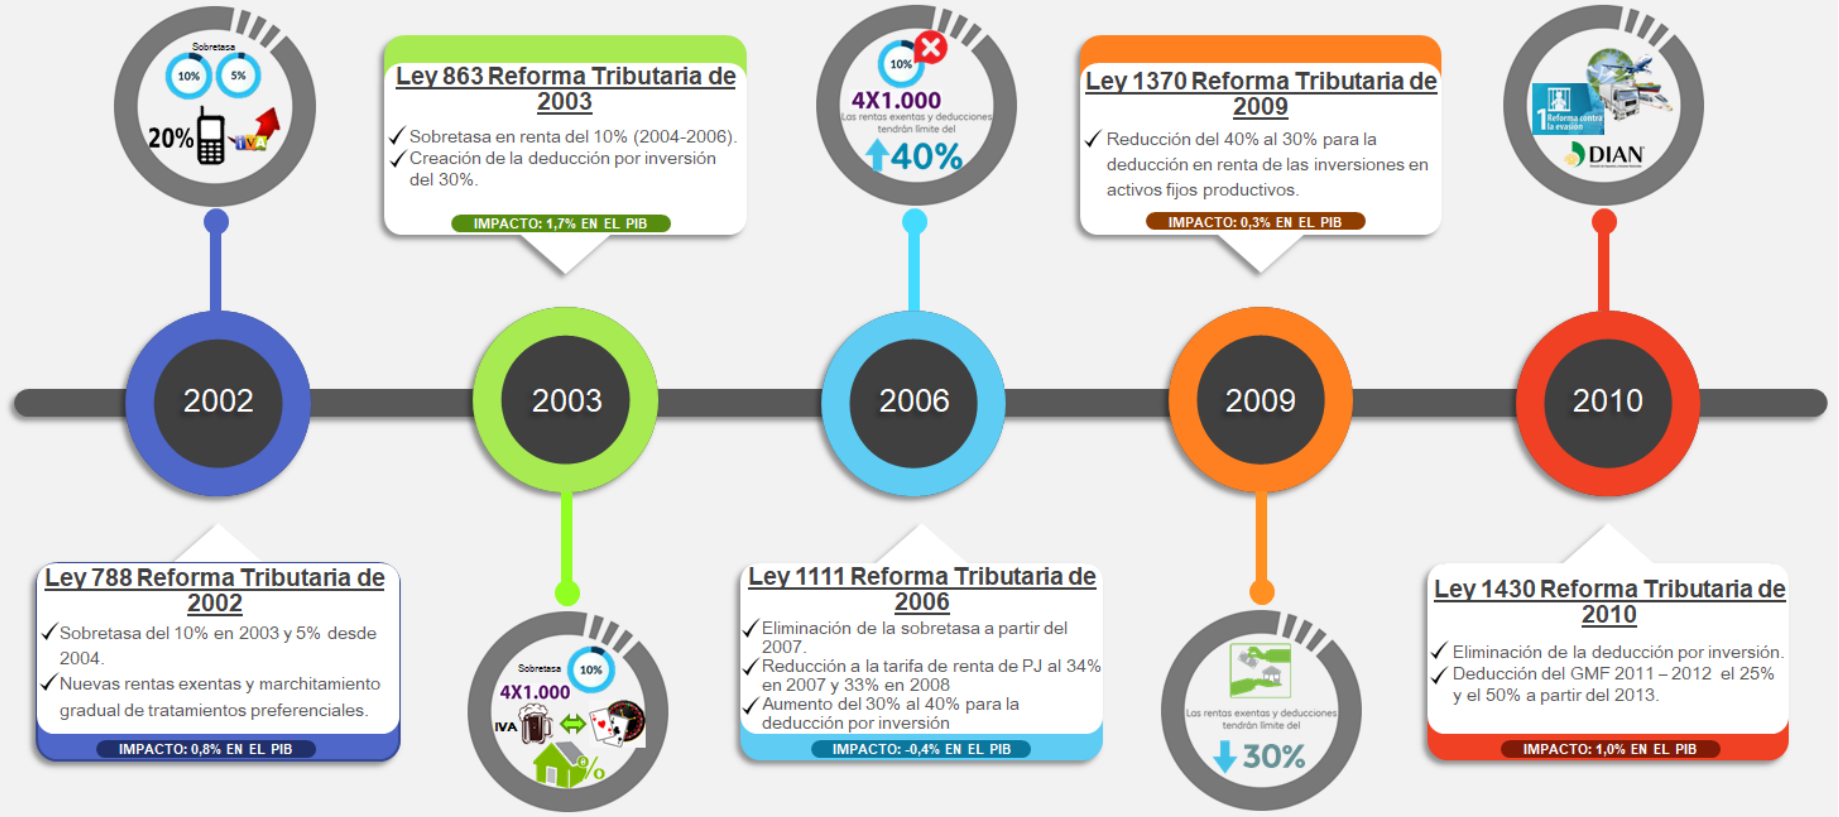 Sobretasa
10% 5%
20%
IVA
Ley 863 Reforma Tributaria de
2003
Sobretasa en renta del 10% (2004-2006).
Creación de la deducción por inversión
del 30%.
IMPACTO: 1,7% EN EL PIB
10%
4X1.000
Las rentas exentas y deducciones
tendrán límite del
40%
Ley 1370 Reforma Tributaria de
2009
Reducción del 40% al 30% para la
deducción en renta de las inversiones en
activos fijos productivos.
IMPACTO: 0,3% EN EL PIB
1 Reforma contra
la evasión
DIAN
2002
2003
2006
2009
2010
Ley 788 Reforma Tributaria de
2002
Sobretasa del 10% en 2003 y 5% desde
2004.
Nuevas rentas exentas y marchitamiento
gradual de tratamientos preferenciales.
IMPACTO: 0,8% EN EL PIB
Sobretasa 10%
4X1.000
IVA
%
Ley 1111 Reforma Tributaria de
2006
Eliminación de la sobretasa a partir del
2007.
Reducción a la tarifa de renta de PJ al 34%
en 2007 y 33% en 2008
Aumento del 30% al 40% para la
deducción por inversión
IMPACTO: -0,4% EN EL PIB
Las rentas exentas y deducciones
tendrán límite del
30%
Ley 1430 Reforma Tributaria de
2010
Eliminación de la deducción por inversión.
Deducción del GMF 2011 – 2012 el 25%
y el 50% a partir del 2013.
IMPACTO: 1,0% EN EL PIB